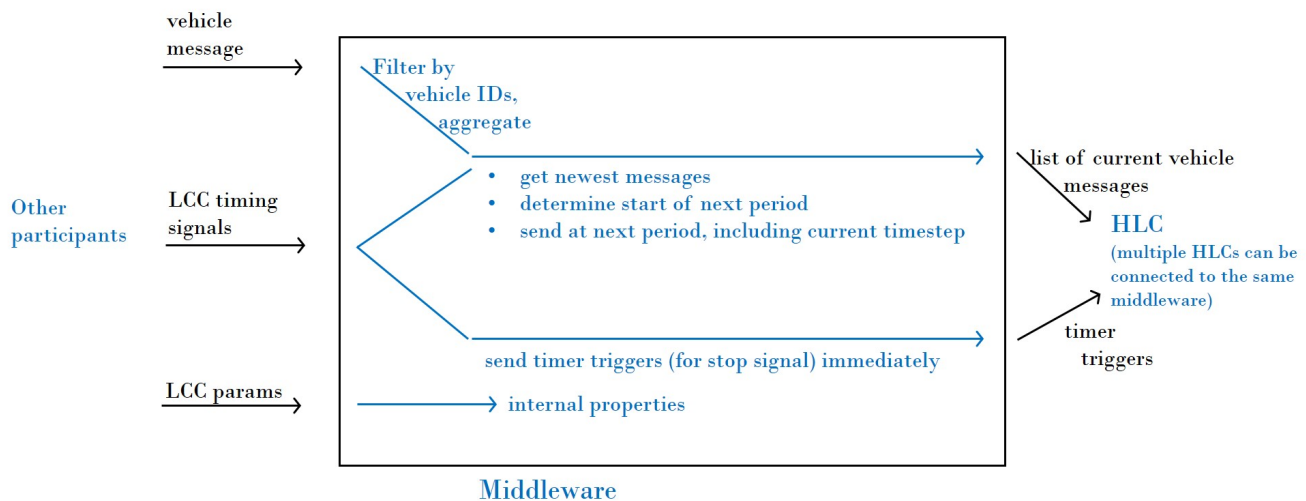 vehicle
message
Filter by
vehicle IDs,
aggregate
list of current vehicle
messages
• get newest messages
• determine start of next period
• send at next period, including current timestep
Other
participants
LCC timing
signals
HLC
(multiple HLCs can be
connected to the same
middleware)
send timer triggers (for stop signal) immediately
timer
triggers
LCC params
internal properties
Middleware